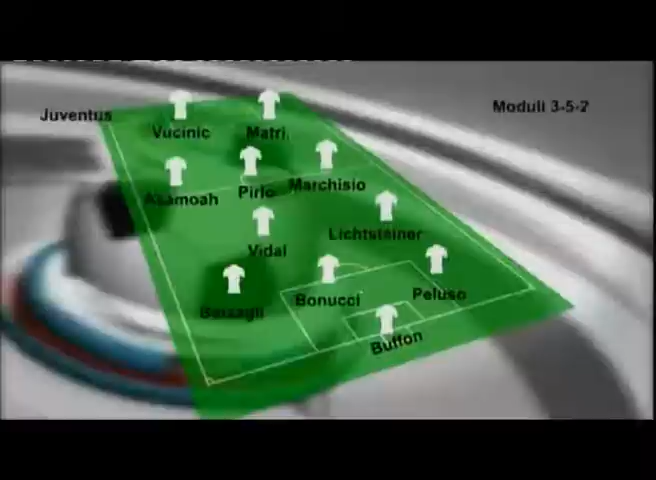 Moduli 3-5-2
Juventus
Vucinic
Matri.
Asamoah
Pirlo
Marchisio
Vidal
Lichtsteiner
Barzagli
Bonucci
Peluso
Buffon